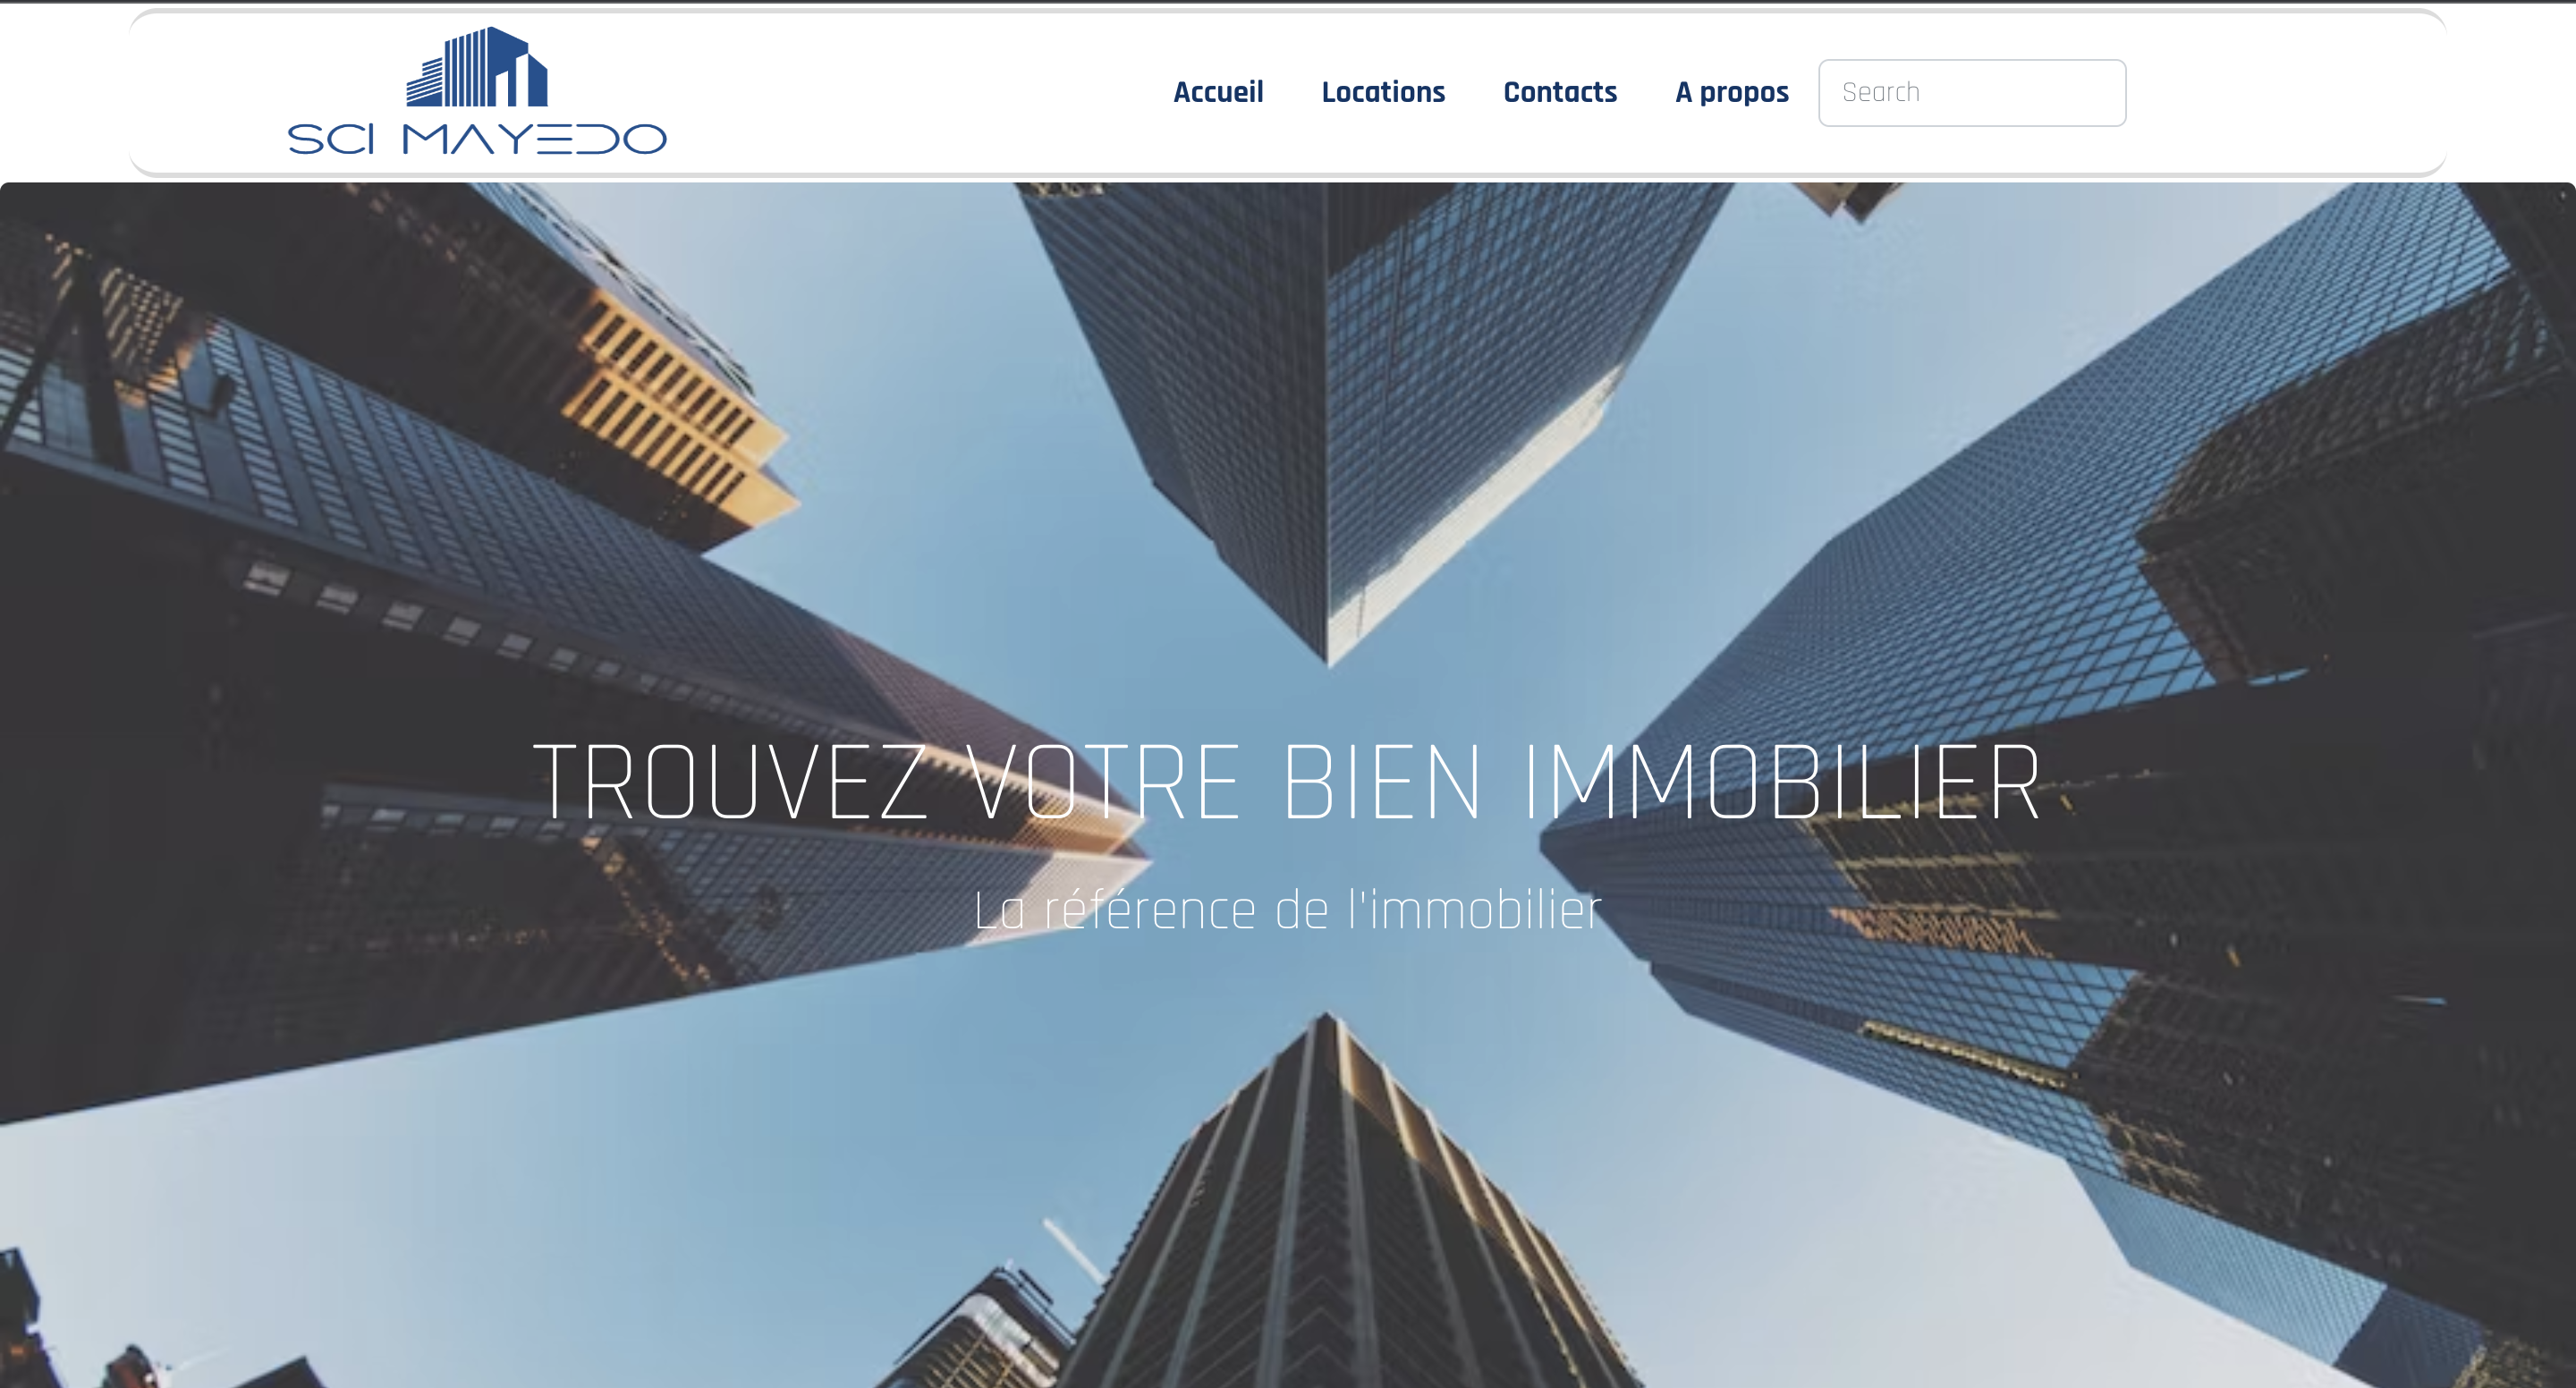 SCI MAYEDO
Accueil Locations Contacts A propos Search
TROUVEZ VOTRE BIEN IMMOBILIER
La référence de l'immobilier